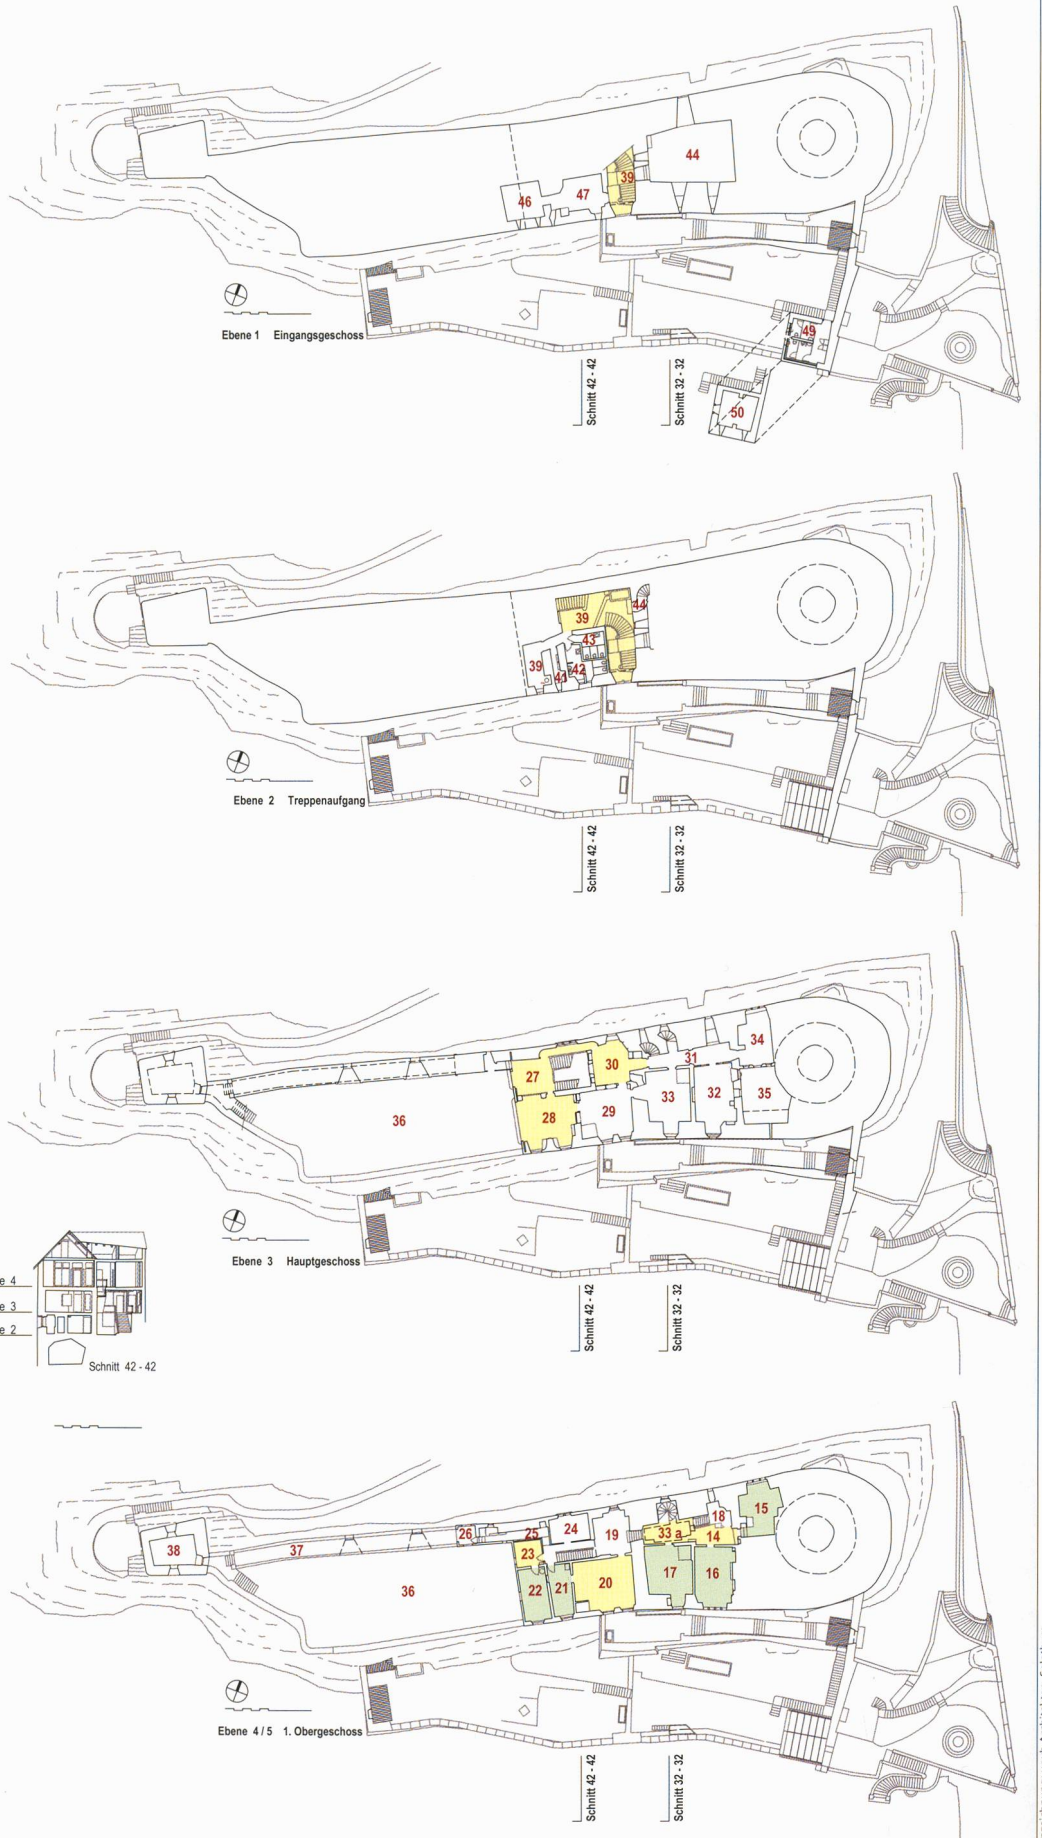 44
39
47
46
49
50
Ebene 1 Eingangsgeschoss
Schnitt 42 - 42
Schnitt 32 - 32
44
39
43
39
42
41
Ebene 2 Treppenaufgang
Schnitt 42 - 42
Schnitt 32 - 32
34
31
30
27
32
35
33
28
29
36
Ebene 3 Hauptgeschoss
e 4
e 3
e 2
Schnitt 42 - 42
Schnitt 42 - 42
Schnitt 32 - 32
15
18
24
19
26
25
33 a
14
38
37
23
17
16
22
21
20
36
Ebene 4 / 5 1. Obergeschoss
Schnitt 42 - 42
Schnitt 32 - 32